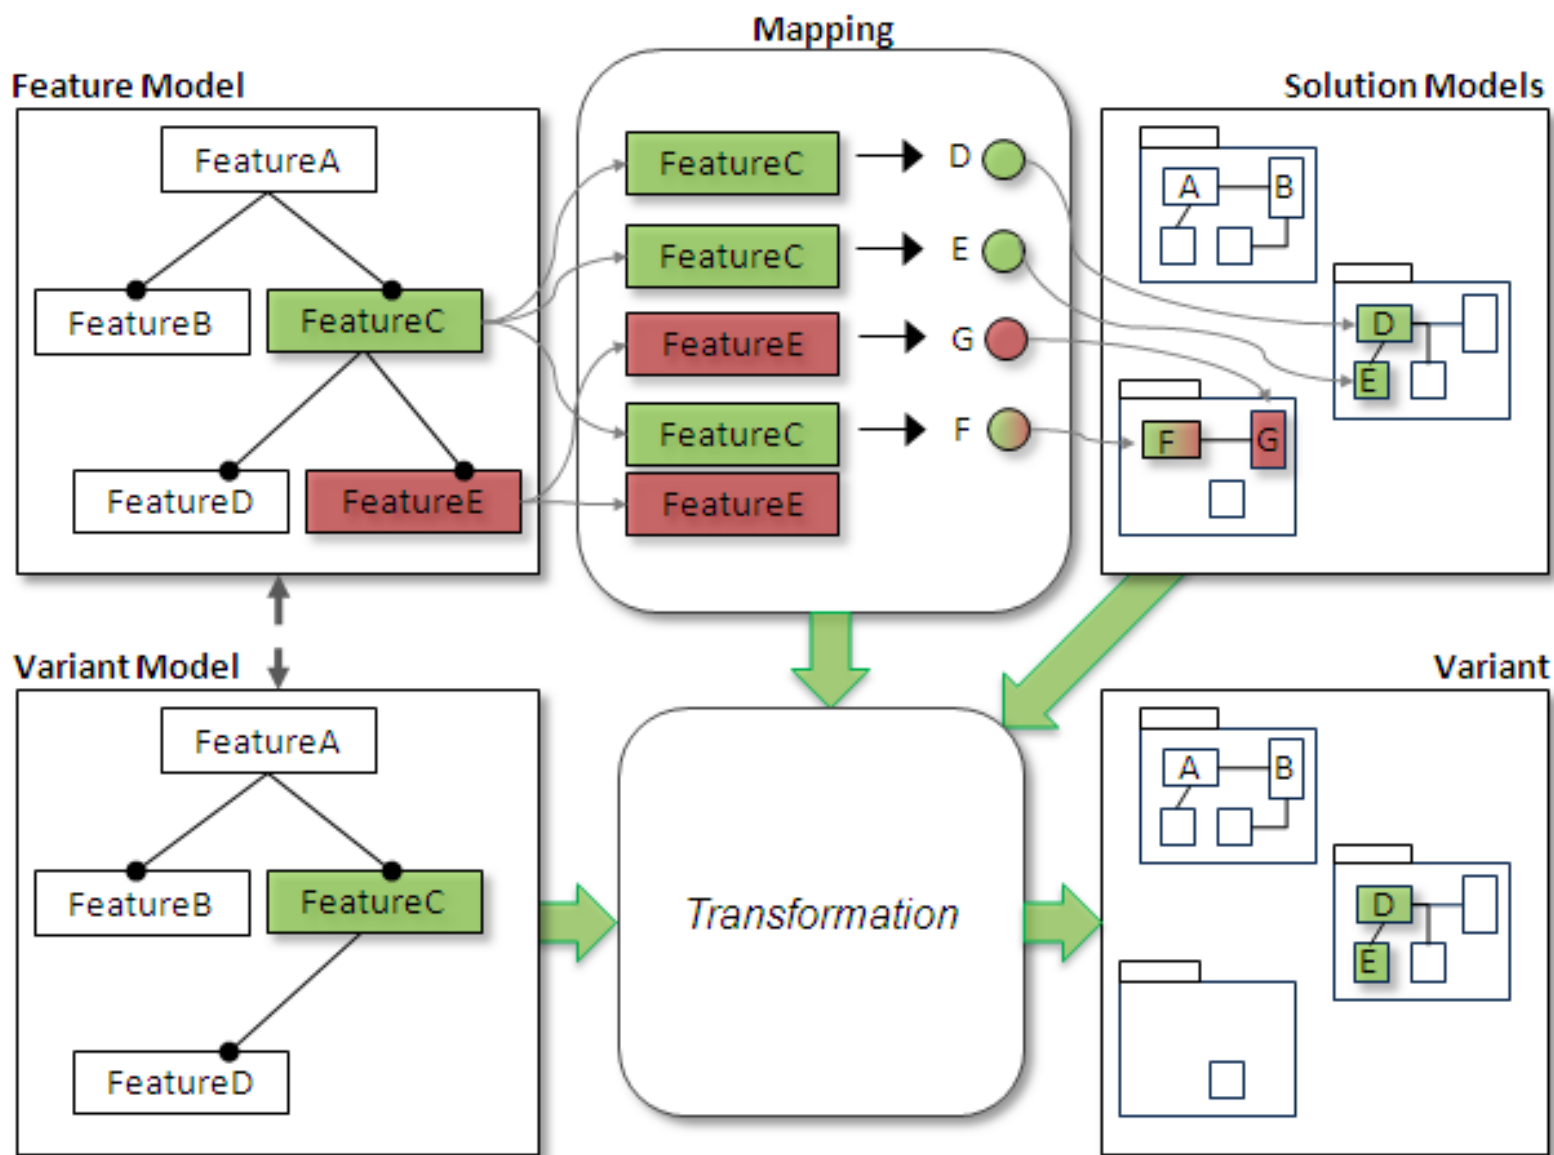 Mapping
Feature Model
Solution Models
FeatureA
FeatureB
FeatureC
FeatureD
FeatureE
FeatureC
D
FeatureC
E
FeatureE
G
FeatureC
F
FeatureE
A
B
D
E
F
G
Variant Model
Variant
FeatureA
FeatureB
FeatureC
FeatureD
Transformation
A
B
D
E